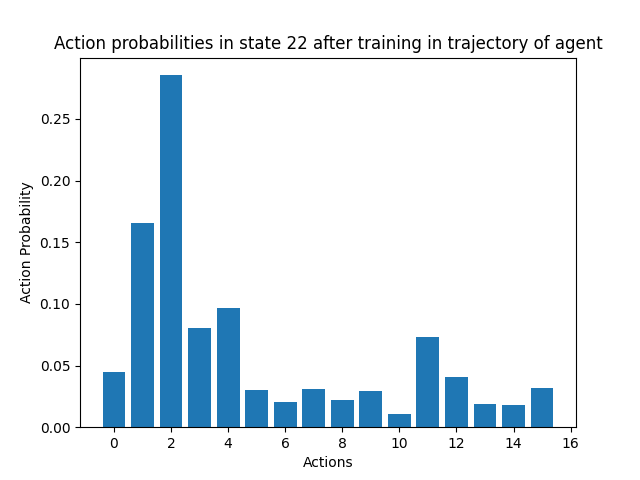 Action probabilities in state 22 after training in trajectory of agent
0.25
0.20
0.15
0.10
0.05
0.00
Action Probability
0 2 4 6 8 10 12 14 16
Actions